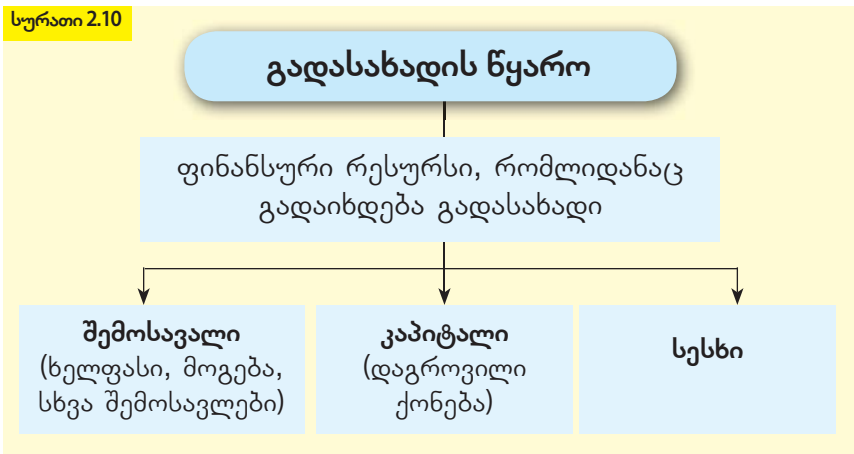 სურათი 2.10
გადასახადის წყარო
ფინანსური რესურსი, რომლიდანაც
გადაიხდება გადასახადი
შემოსავალი
(ხელფასი, მოგება,
სხვა შემოსავლები)
კაპიტალი
(დაგროვილი
ქონება)
სესხი